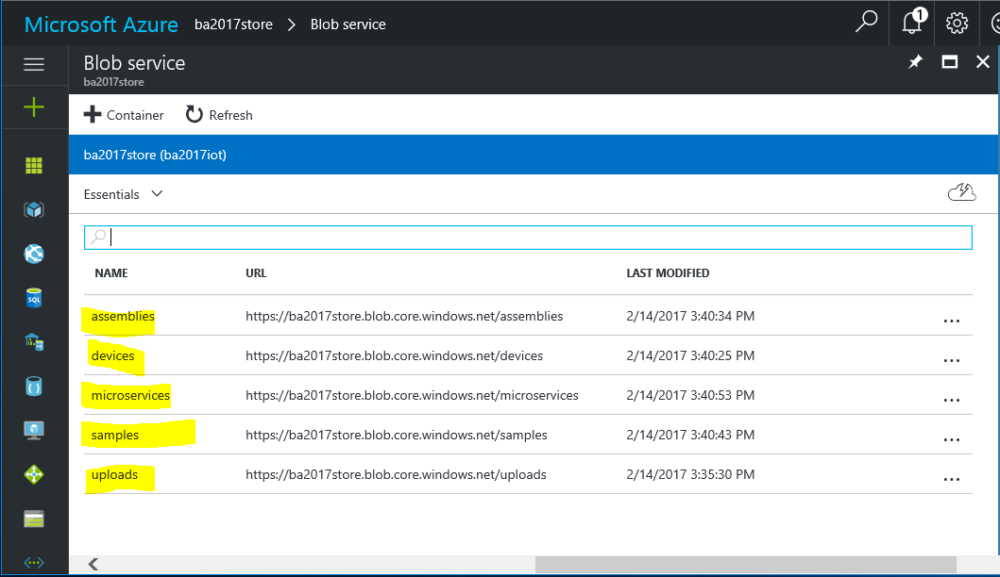 Microsoft Azure ba2017store Blob service 1
Blob service
ba2017store
Container Refresh
ba2017store (ba2017iot)
Essentials
NAME URL LAST MODIFIED
assemblies https://ba2017store.blob.core.windows.net/assemblies 2/14/2017 3:40:34 PM ...
devices https://ba2017store.blob.core.windows.net/devices 2/14/2017 3:40:25 PM ...
microservices https://ba2017store.blob.core.windows.net/microservices 2/14/2017 3:40:53 PM ...
samples https://ba2017store.blob.core.windows.net/samples 2/14/2017 3:40:43 PM ...
uploads https://ba2017store.blob.core.windows.net/uploads 2/14/2017 3:35:30 PM ...
SQL